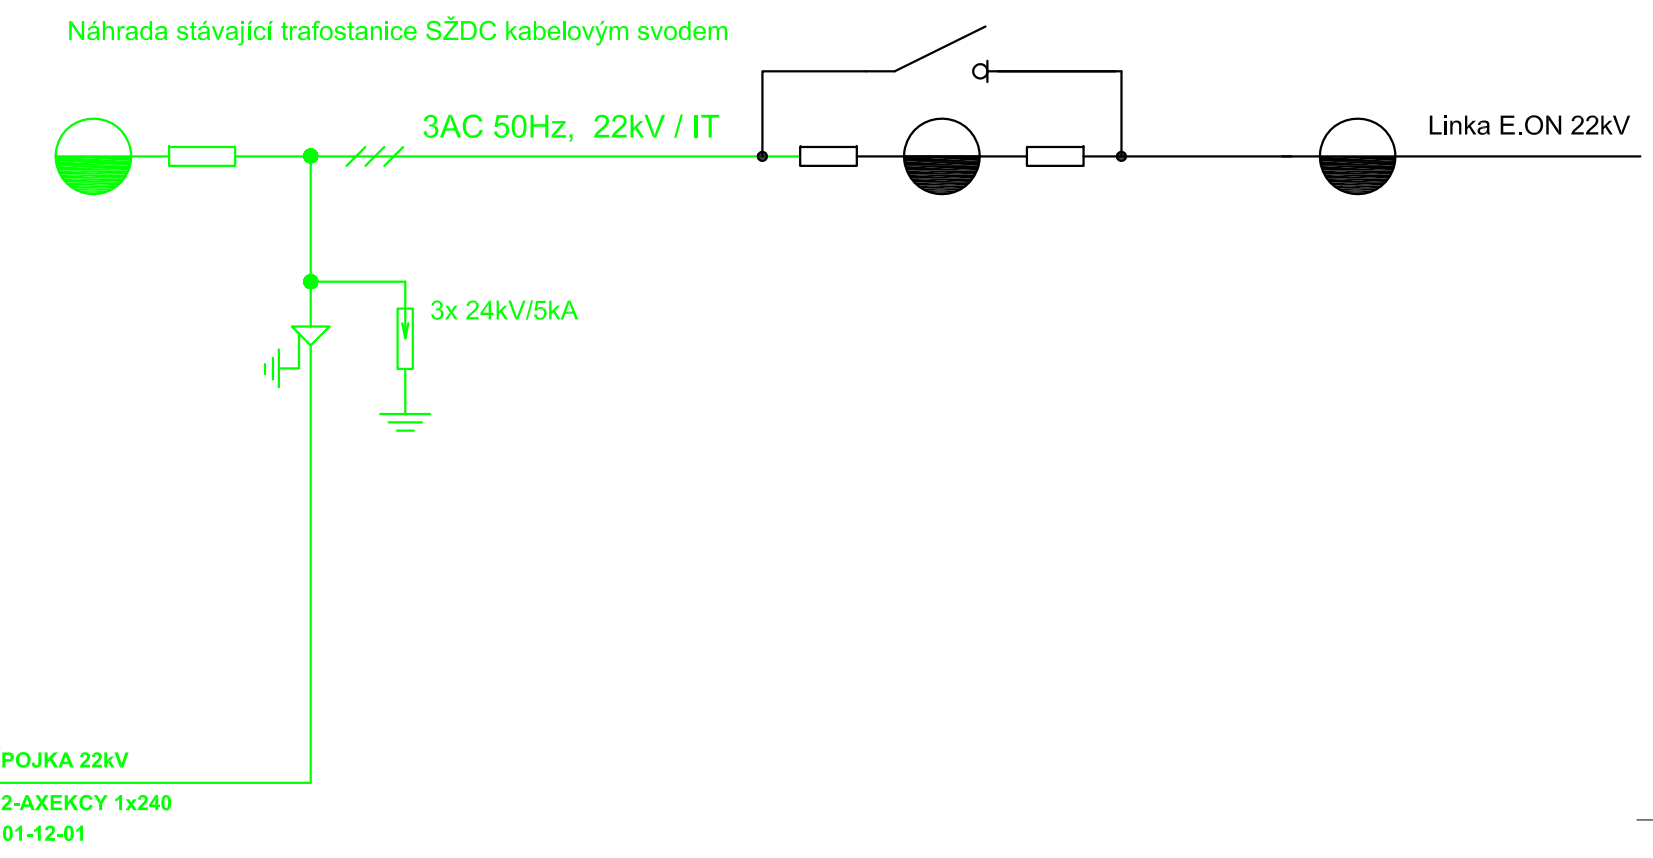 Náhrada stávající trafostanice SŽDC kabelovým svodem
3AC 50Hz, 22kV / IT
Linka E.ON 22kV
3x 24kV/5kA
POJKA 22kV
2-AXEKCY 1x240
01-12-01